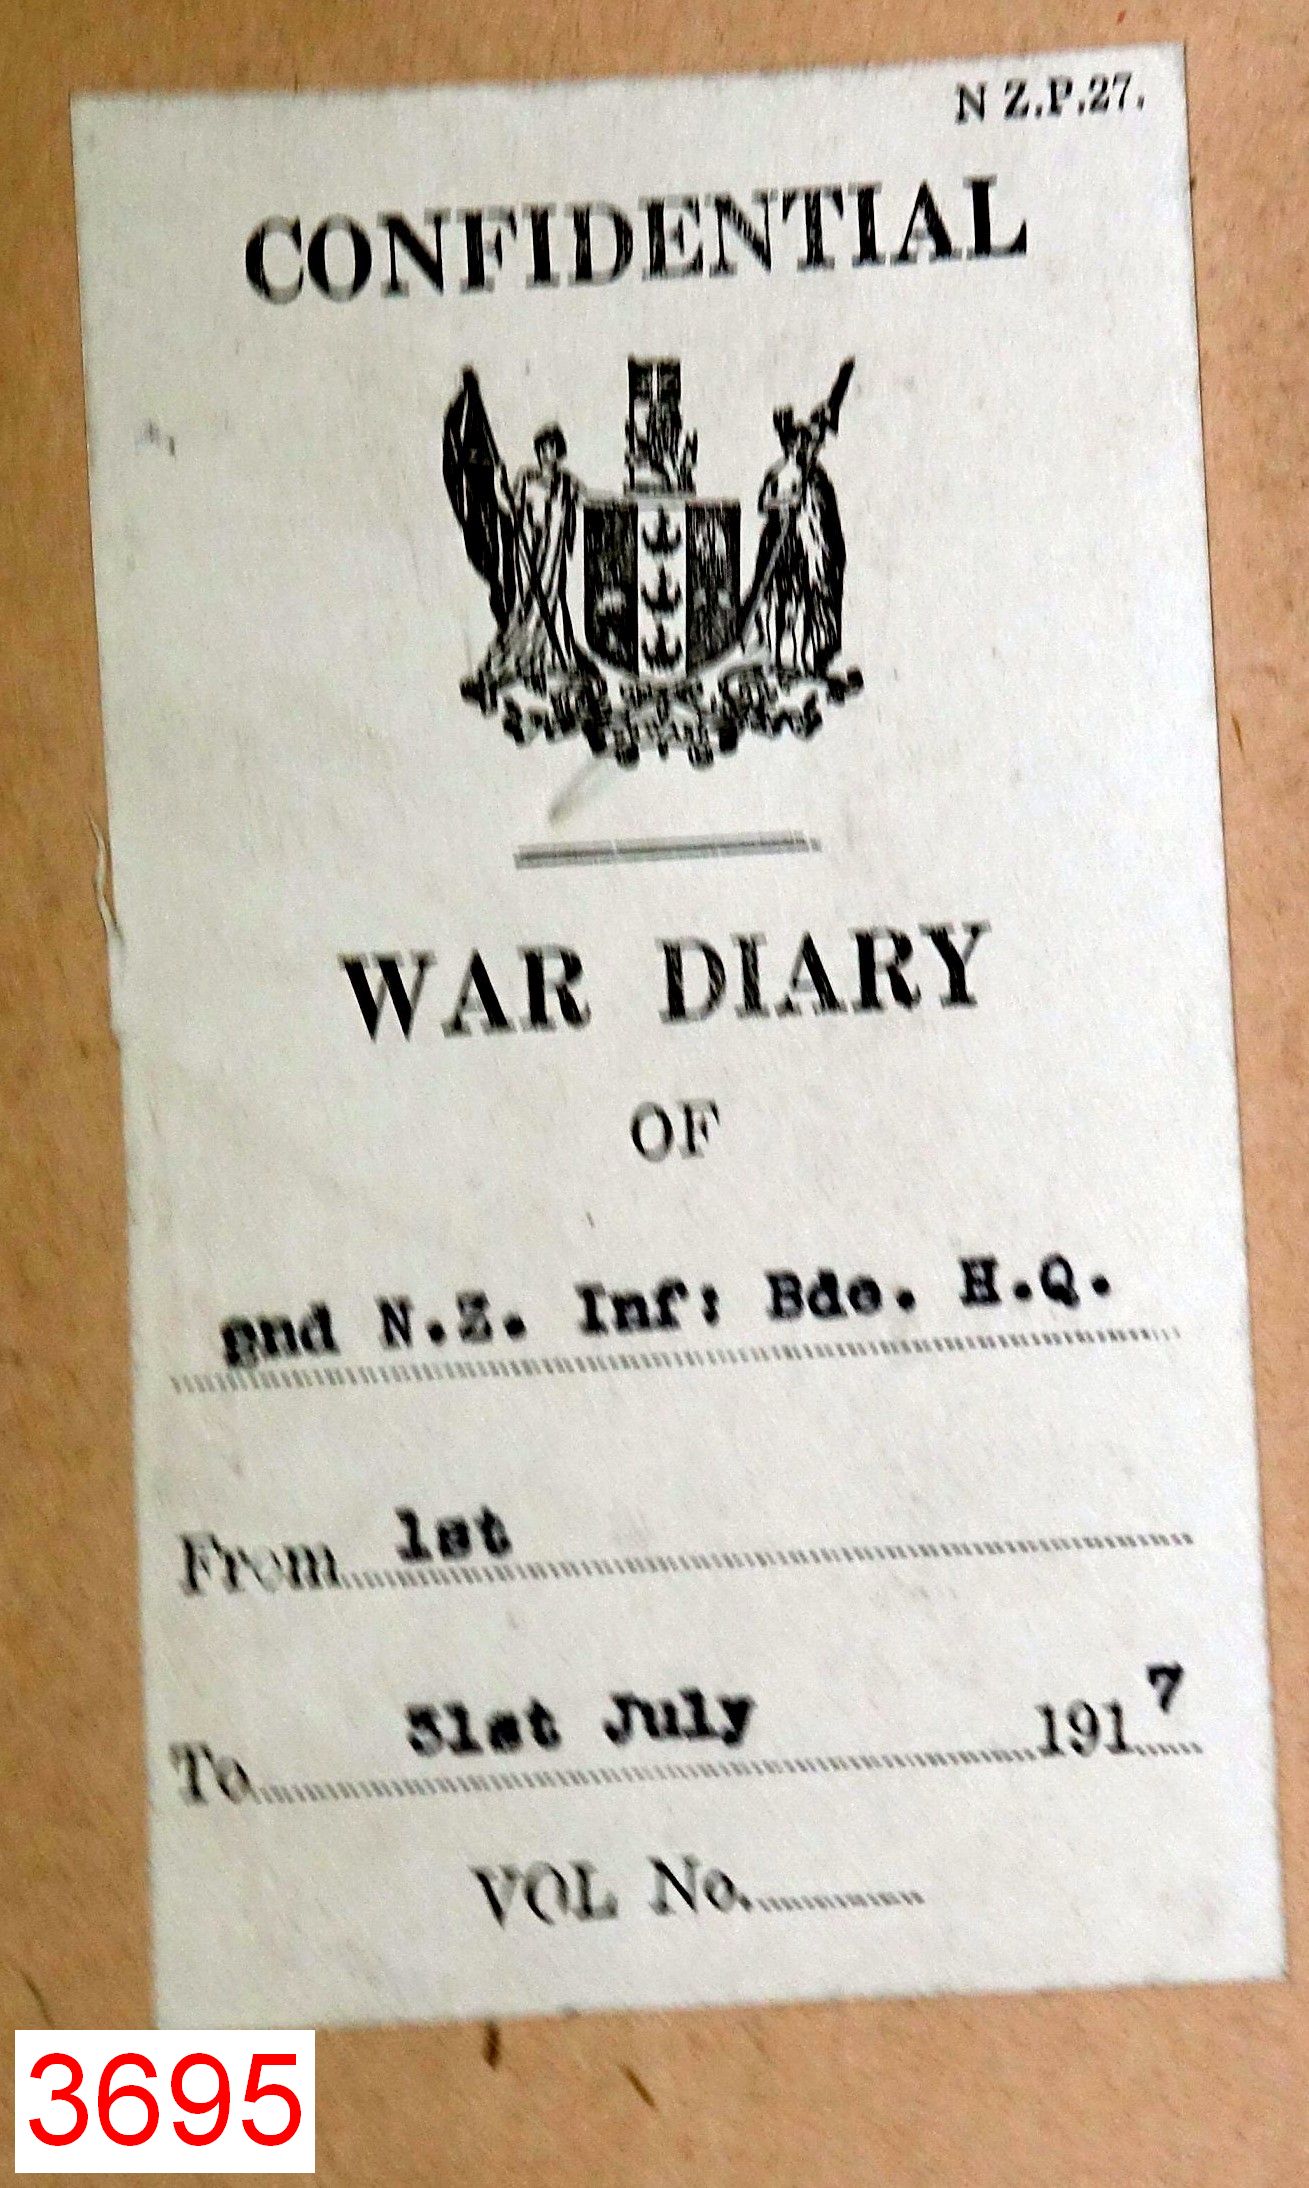 N Z.P.27.
CONFIDENTIAL
WAR DIARY
OF
2nd N.Z. Inf: Bde. H.Q.
From 1st
To 31st July 1917
VOL No.
3695